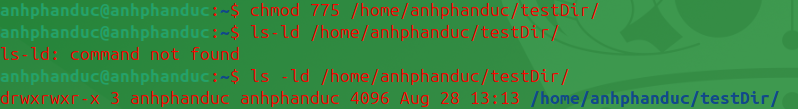 anhphanduc@anhphanduc:~$ chmod 775 /home/anhphanduc/testDir/
anhphanduc@anhphanduc:~$ ls-ld /home/anhphanduc/testDir/
ls-ld: command not found
anhphanduc@anhphanduc:~$ ls -ld /home/anhphanduc/testDir/
drwxrwxr-x 3 anhphanduc anhphanduc 4096 Aug 28 13:13 /home/anhphanduc/testDir/